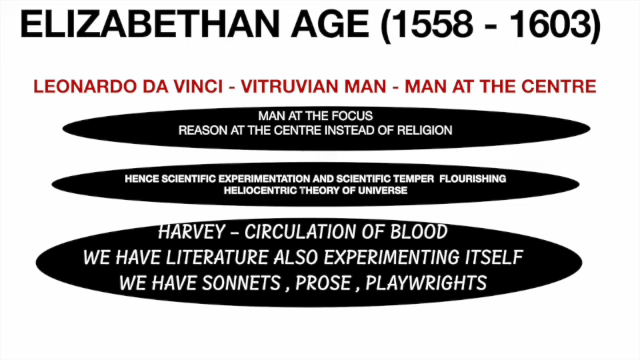 ELIZABETHAN AGE (1558 - 1603)
LEONARDO DA VINCI - VITRUVIAN MAN - MAN AT THE CENTRE
MAN AT THE FOCUS
REASON AT THE CENTRE INSTEAD OF RELIGION
HENCE SCIENTIFIC EXPERIMENTATION AND SCIENTIFIC TEMPER FLOURISHING
HELIOCENTRIC THEORY OF UNIVERSE
HARVEY – CIRCULATION OF BLOOD
WE HAVE LITERATURE ALSO EXPERIMENTING ITSELF
WE HAVE SONNETS , PROSE , PLAYWRIGHTS